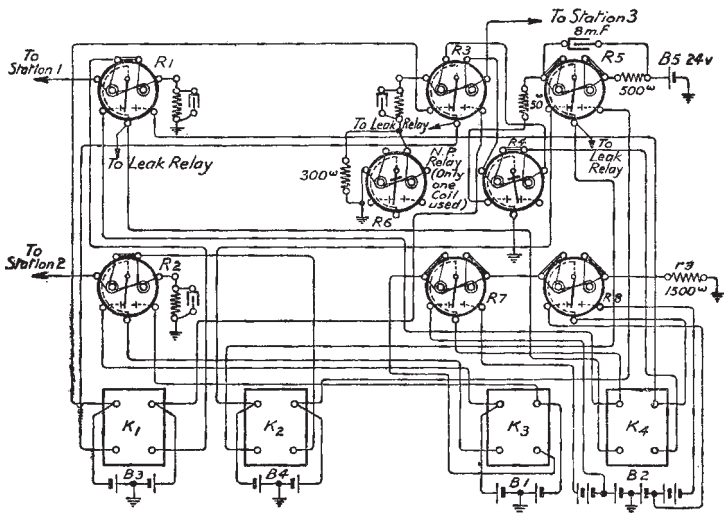 To Station 3
8 m.F
To
Station 1
R1
R3
R5
B5 24v
500ω
50ω
To Leak Relay
To Leak Relay
To
Leak
Relay
300ω
N.P.
Relay
(Only
one
Coil
used)
R4
R6
To
Station 2
R2
R7
R8
r3
1500ω
K1
K2
K3
K4
B3
B4
B1
B2